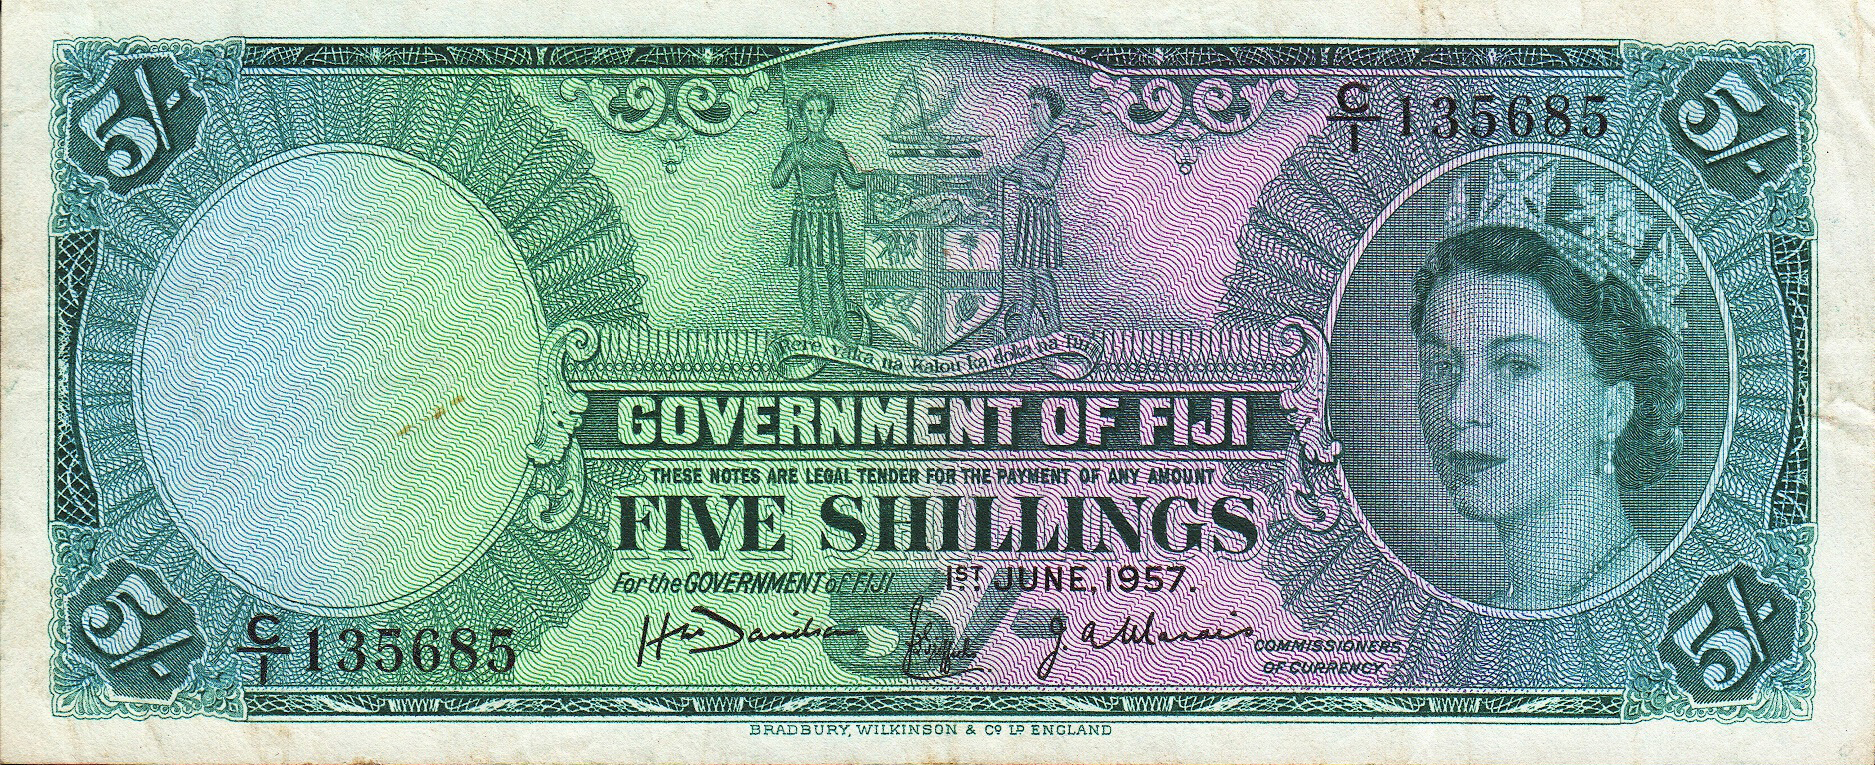 5/- 5/-
C/1 135685
Rere vaka na Kalou ka doka na Tui
GOVERNMENT OF FIJI
THESE NOTES ARE LEGAL TENDER FOR THE PAYMENT OF ANY AMOUNT
FIVE SHILLINGS
For the GOVERNMENT of FIJI 1ST JUNE, 1957.
COMMISSIONERS
OF CURRENCY
C/1 135685
5/- 5/-
BRADBURY, WILKINSON & Co LD ENGLAND